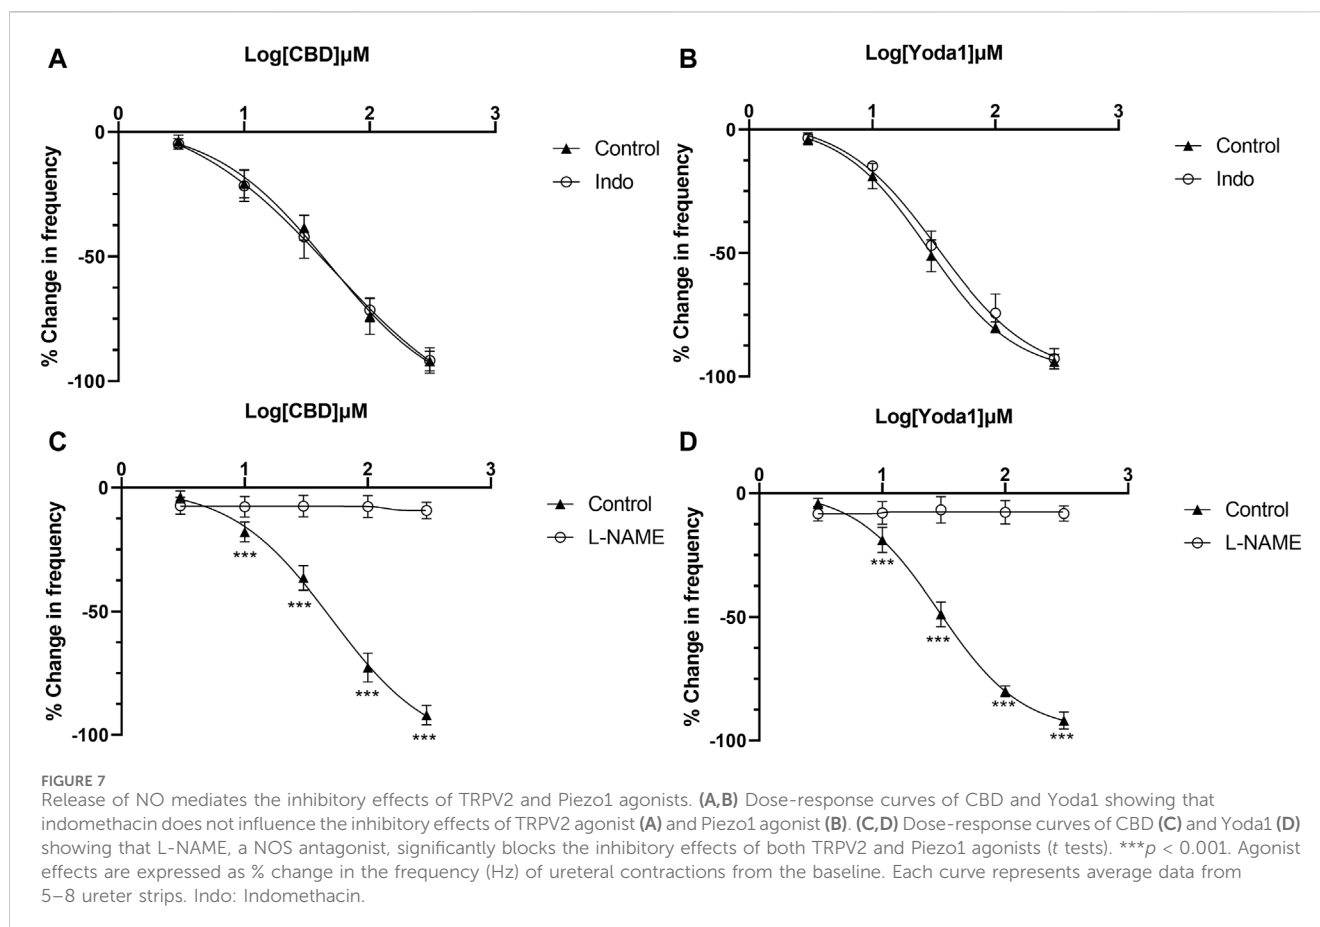 A
Log[CBD]µM
0 1 2 3
0
-50
-100
% Change in frequency
Control
Indo
B
Log[Yoda1]µM
0 1 2 3
0
-50
-100
% Change in frequency
Control
Indo
C
Log[CBD]µM
0 1 2 3
0
-50
-100
% Change in frequency
Control
L-NAME
***
***
***
***
D
Log[Yoda1]µM
0 1 2 3
0
-50
-100
% Change in frequency
Control
L-NAME
***
***
***
***
FIGURE 7
Release of NO mediates the inhibitory effects of TRPV2 and Piezo1 agonists. (A,B) Dose-response curves of CBD and Yoda1 showing that
indomethacin does not influence the inhibitory effects of TRPV2 agonist (A) and Piezo1 agonist (B). (C,D) Dose-response curves of CBD (C) and Yoda1 (D)
showing that L-NAME, a NOS antagonist, significantly blocks the inhibitory effects of both TRPV2 and Piezo1 agonists (t tests). ***p < 0.001. Agonist
effects are expressed as % change in the frequency (Hz) of ureteral contractions from the baseline. Each curve represents average data from
5–8 ureter strips. Indo: Indomethacin.